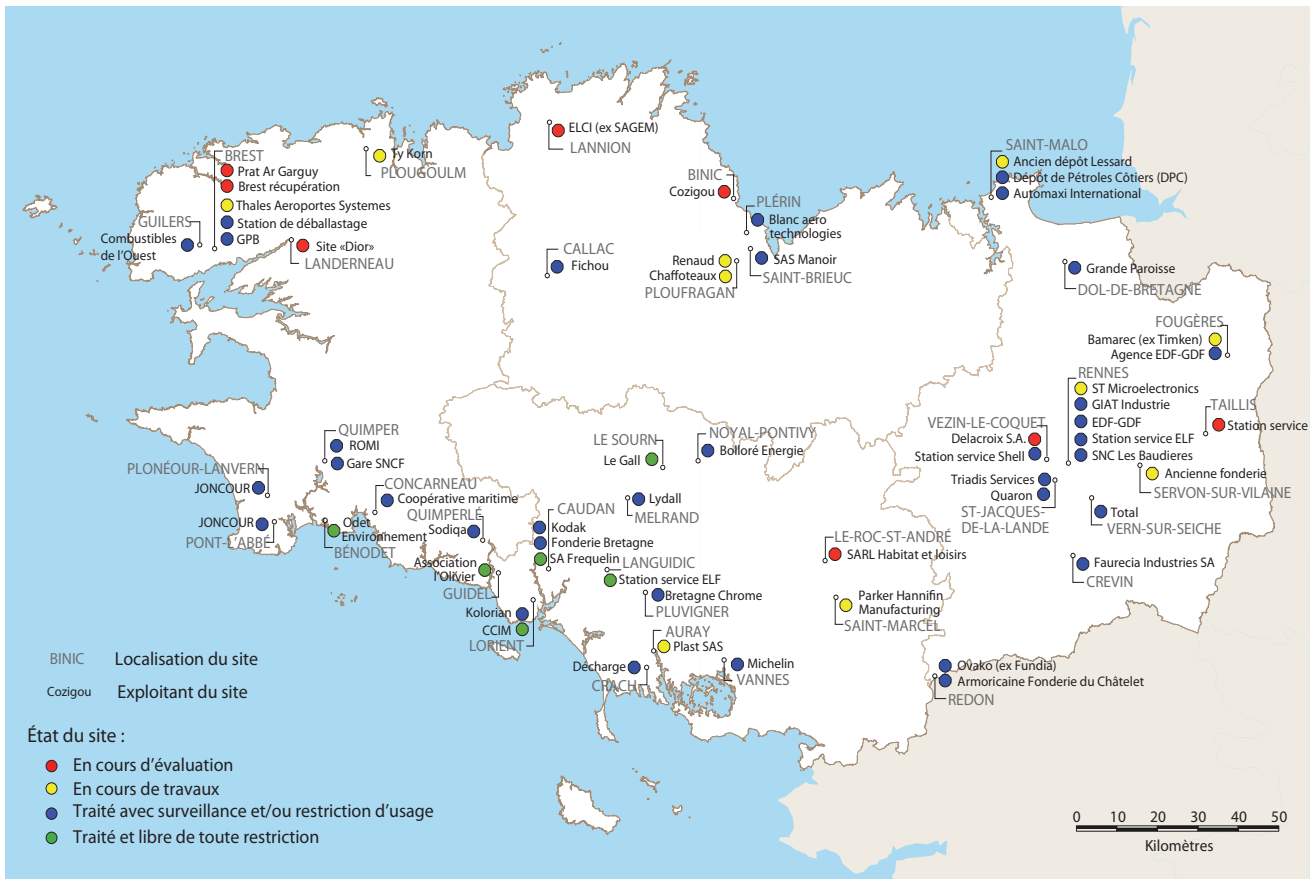 ELCI (ex SAGEM)
LANNION
BREST
Prat Ar Garguy
Brest récupération
Thales Aeroportes Systemes
Station de déballastage
GPB
Ty Korn
PLOUGOULM
GUILERS
Combustibles
de l'Ouest
Site «Dior»
LANDERNEAU
BINIC
Cozigou
PLÉRIN
Blanc aero
technologies
CALLAC
Fichou
Renaud
Chaffoteaux
PLOUFRAGAN
SAS Manoir
SAINT-BRIEUC
SAINT-MALO
Ancien dépôt Lessard
Dépôt de Pétroles Côtiers (DPC)
Automaxi International
Grande Paroisse
DOL-DE-BRETAGNE
FOUGÈRES
Bamarec (ex Timken)
Agence EDF-GDF
RENNES
ST Microelectronics
GIAT Industrie
EDF-GDF
Station service ELF
SNC Les Baudieres
TAILLIS
Station service
VEZIN-LE-COQUET
Delacroix S.A.
Station service Shell
Triadis Services
Quaron
ST-JACQUES-
DE-LA-LANDE
Ancienne fonderie
SERVON-SUR-VILAINE
Total
VERN-SUR-SEICHE
Faurecia Industries SA
CREVIN
QUIMPER
ROMI
Gare SNCF
PLONÉOUR-LANVERN
JONCOUR
JONCOUR
PONT-L'ABBÉ
CONCARNEAU
Coopérative maritime
Odet
Environnement
BÉNODET
QUIMPERLÉ
Sodiqa
LE SOURN
Le Gall
NOYAL-PONTIVY
Bolloré Energie
Lydall
MELRAND
CAUDAN
Kodak
Fonderie Bretagne
SA Frequelin
Association
l'Olivier
GUIDEL
LANGUIDIC
Station service ELF
Bretagne Chrome
PLUVIGNER
Kolorian
CCIM
LORIENT
AURAY
Plast SAS
Décharge
CRACH
Michelin
VANNES
LE-ROC-ST-ANDRÉ
SARL Habitat et loisirs
Parker Hannifin
Manufacturing
SAINT-MARCEL
Ovako (ex Fundia)
Armoricaine Fonderie du Châtelet
REDON
BINIC Localisation du site
Cozigou Exploitant du site
État du site :
En cours d'évaluation
En cours de travaux
Traité avec surveillance et/ou restriction d'usage
Traité et libre de toute restriction
0 10 20 30 40 50
Kilomètres